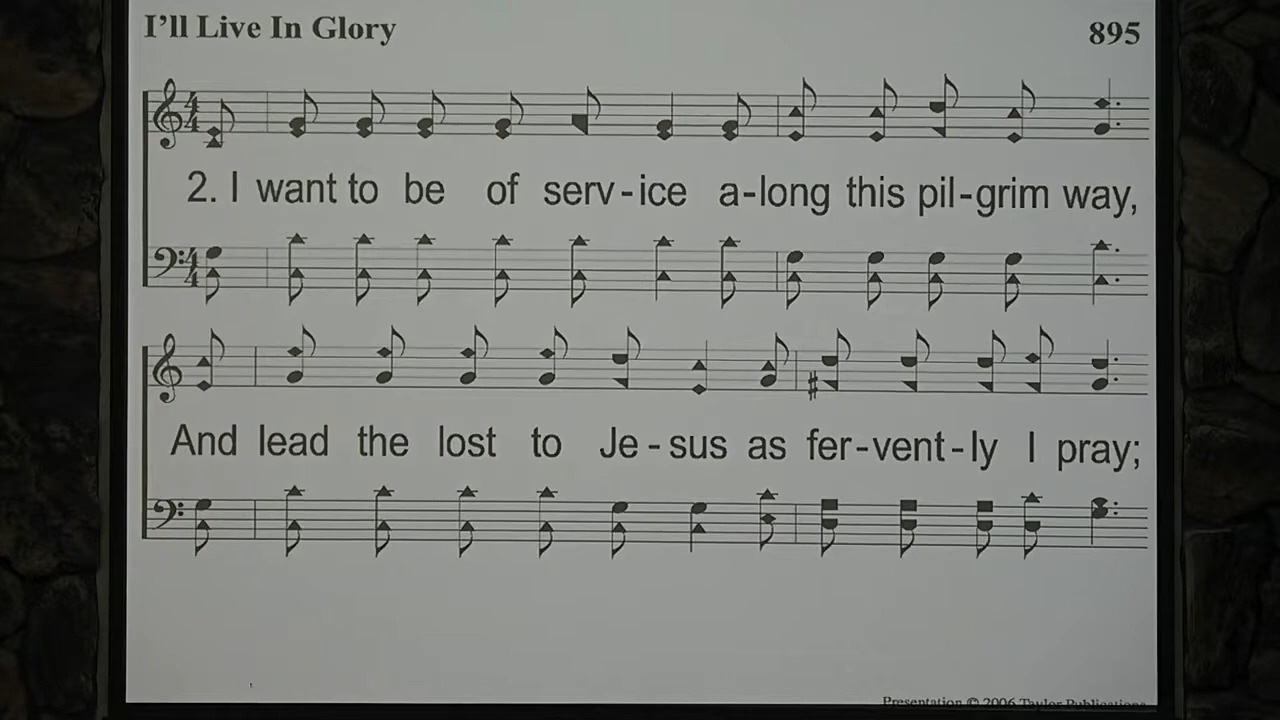 I'll Live In Glory
895
2. I want to be of serv-ice a-long this pil-grim way,
And lead the lost to Je-sus as fer-vent-ly I pray;
Presentation © 2006 Taylor Publications